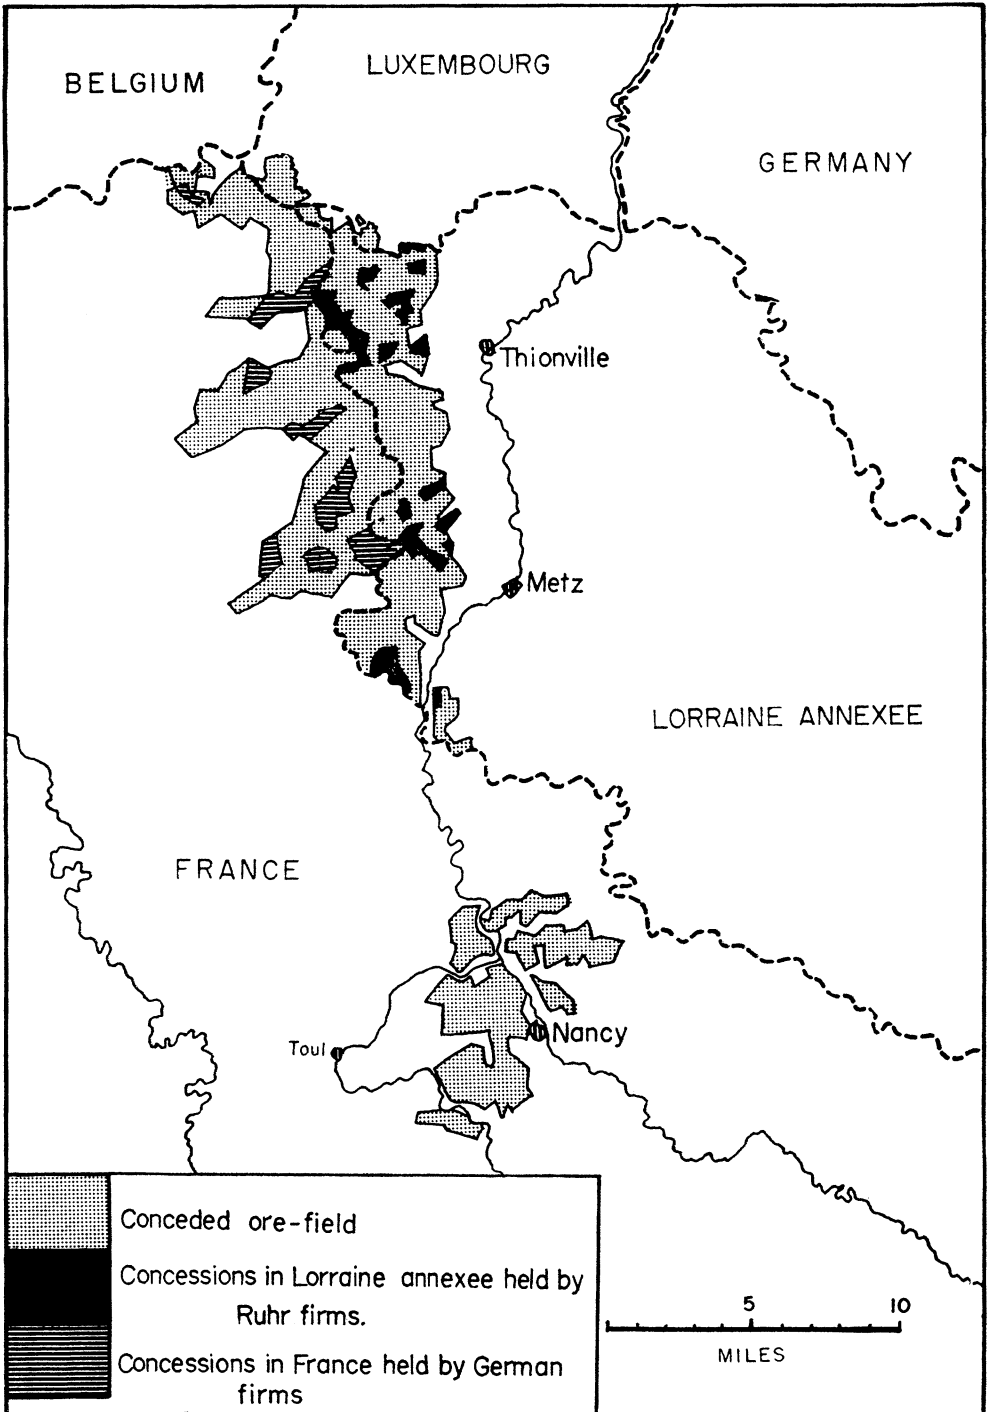 BELGIUM
LUXEMBOURG
GERMANY
Thionville
Metz
LORRAINE ANNEXEE
FRANCE
Nancy
Toul
Conceded ore-field
Concessions in Lorraine annexee held by
Ruhr firms.
Concessions in France held by German
firms
5 10
MILES